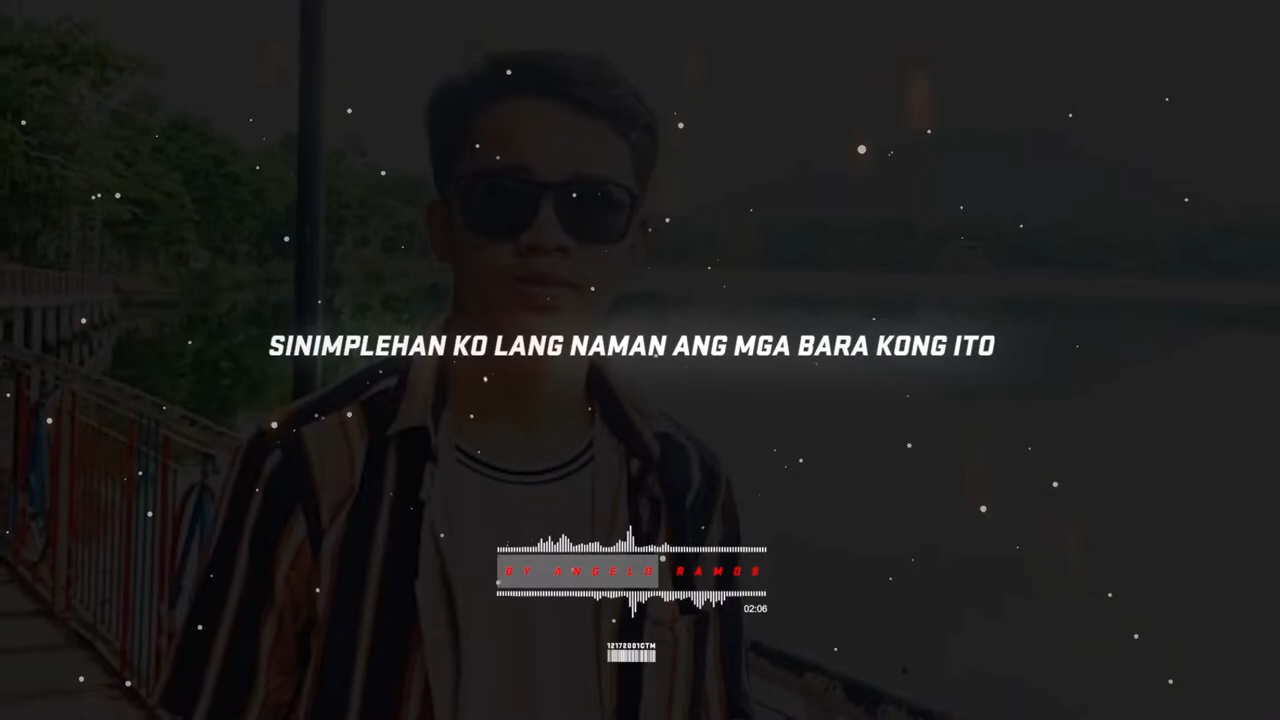 SINIMPLEHAN KO LANG NAMAN ANG MGA BARA KONG ITO
BY ANGELO RAMOS
02:06
12172001CTM